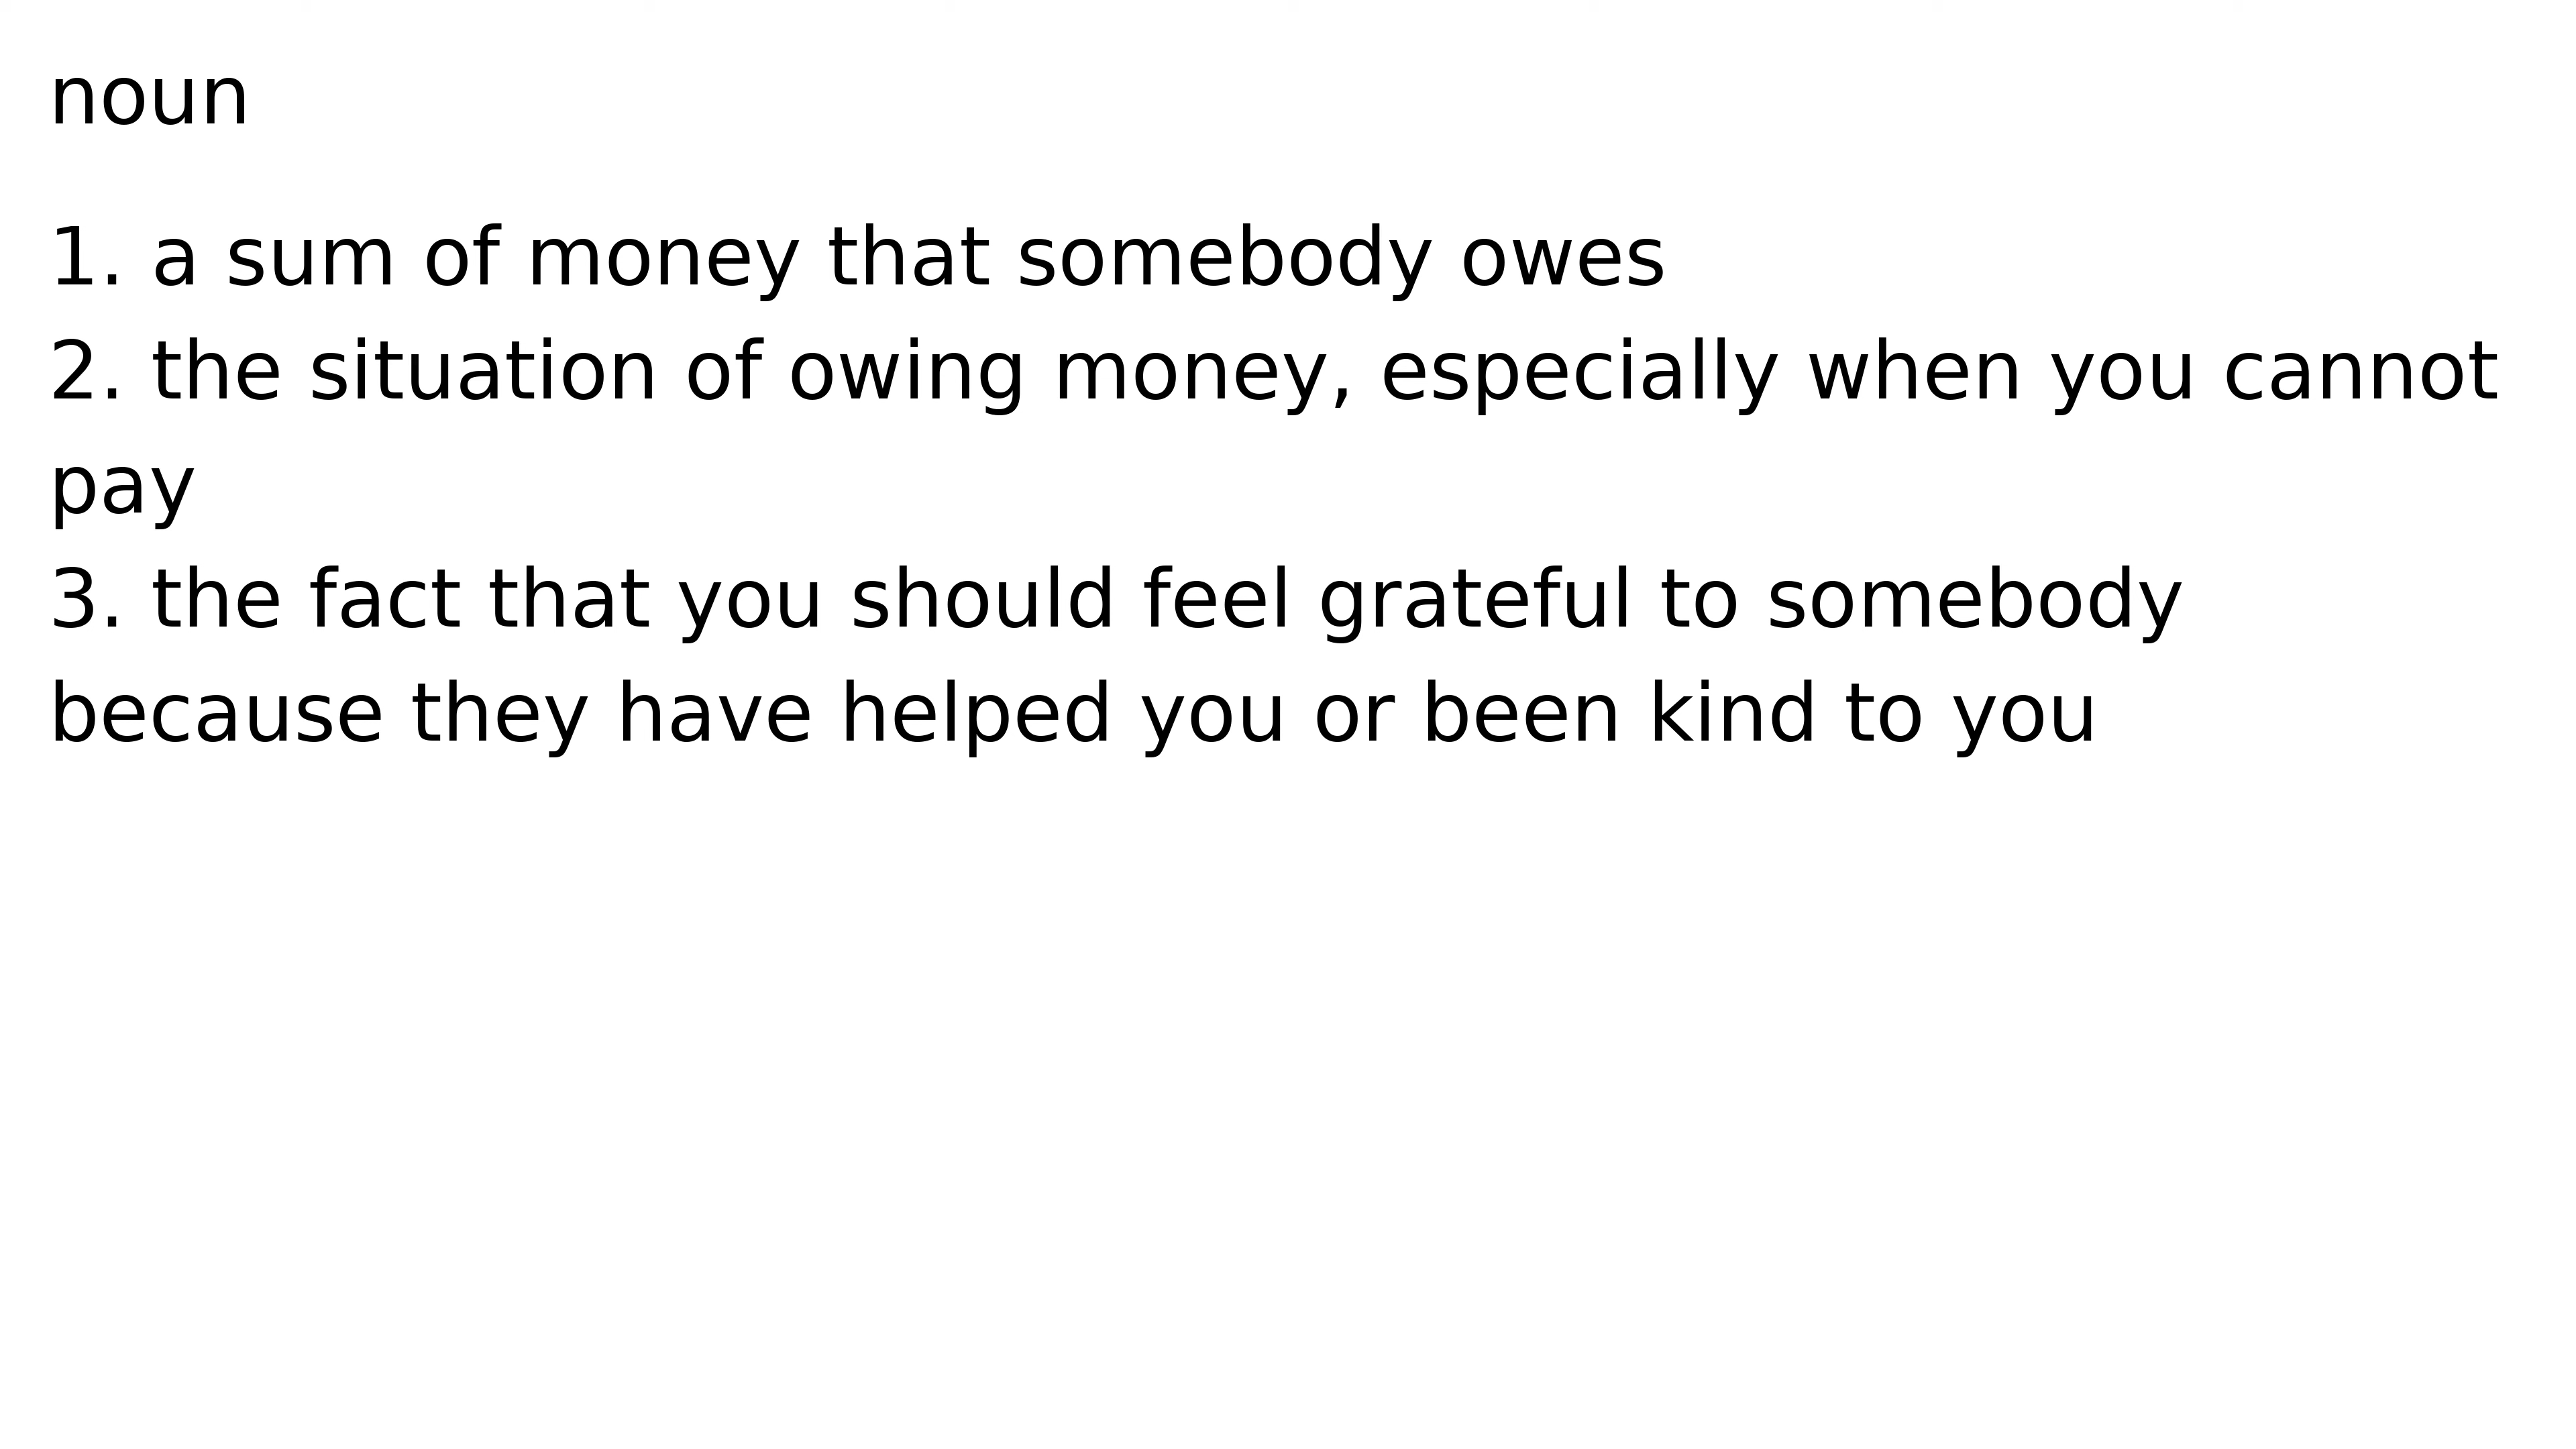 noun
1. a sum of money that somebody owes
2. the situation of owing money, especially when you cannot
pay
3. the fact that you should feel grateful to somebody
because they have helped you or been kind to you